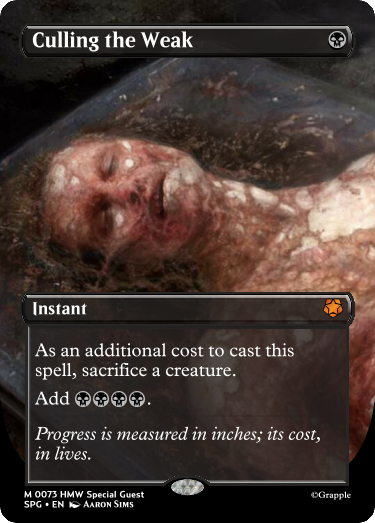 Culling the Weak
Instant
As an additional cost to cast this
spell, sacrifice a creature.
Add .
Progress is measured in inches; its cost,
in lives.
M 0073 HMW Special Guest
©Grapple
SPG • EN Aaron Sims